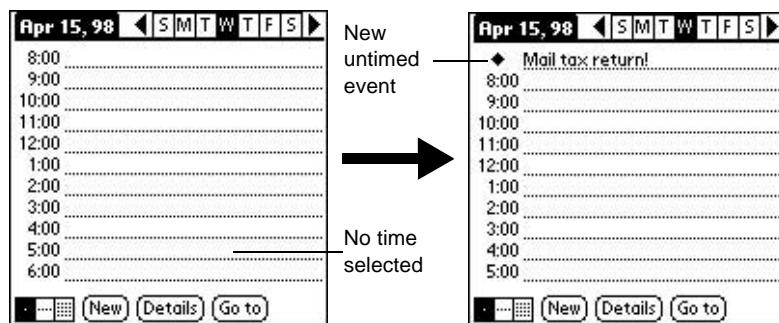 Apr 15, 98 S M T W T F S
8:00
9:00
10:00
11:00
12:00
1:00
2:00
3:00
4:00
5:00
6:00
New Details Go to
New
untimed
event
No time
selected
Apr 15, 98 S M T W T F S
Mail tax return!
8:00
9:00
10:00
11:00
12:00
1:00
2:00
3:00
4:00
5:00
New Details Go to